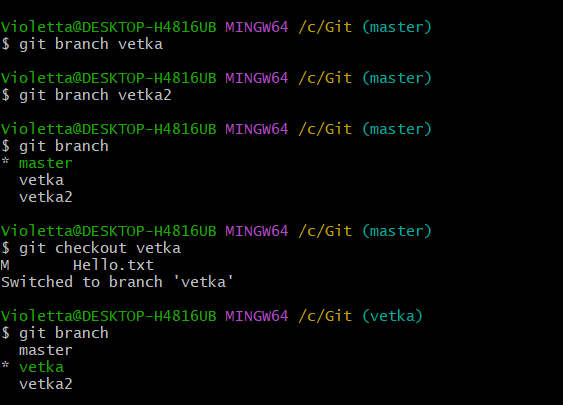 Violetta@DESKTOP-H4816UB MINGW64 /c/Git (master)
$ git branch vetka
Violetta@DESKTOP-H4816UB MINGW64 /c/Git (master)
$ git branch vetka2
Violetta@DESKTOP-H4816UB MINGW64 /c/Git (master)
$ git branch
* master
  vetka
  vetka2
Violetta@DESKTOP-H4816UB MINGW64 /c/Git (master)
$ git checkout vetka
M       Hello.txt
Switched to branch 'vetka'
Violetta@DESKTOP-H4816UB MINGW64 /c/Git (vetka)
$ git branch
  master
* vetka
  vetka2